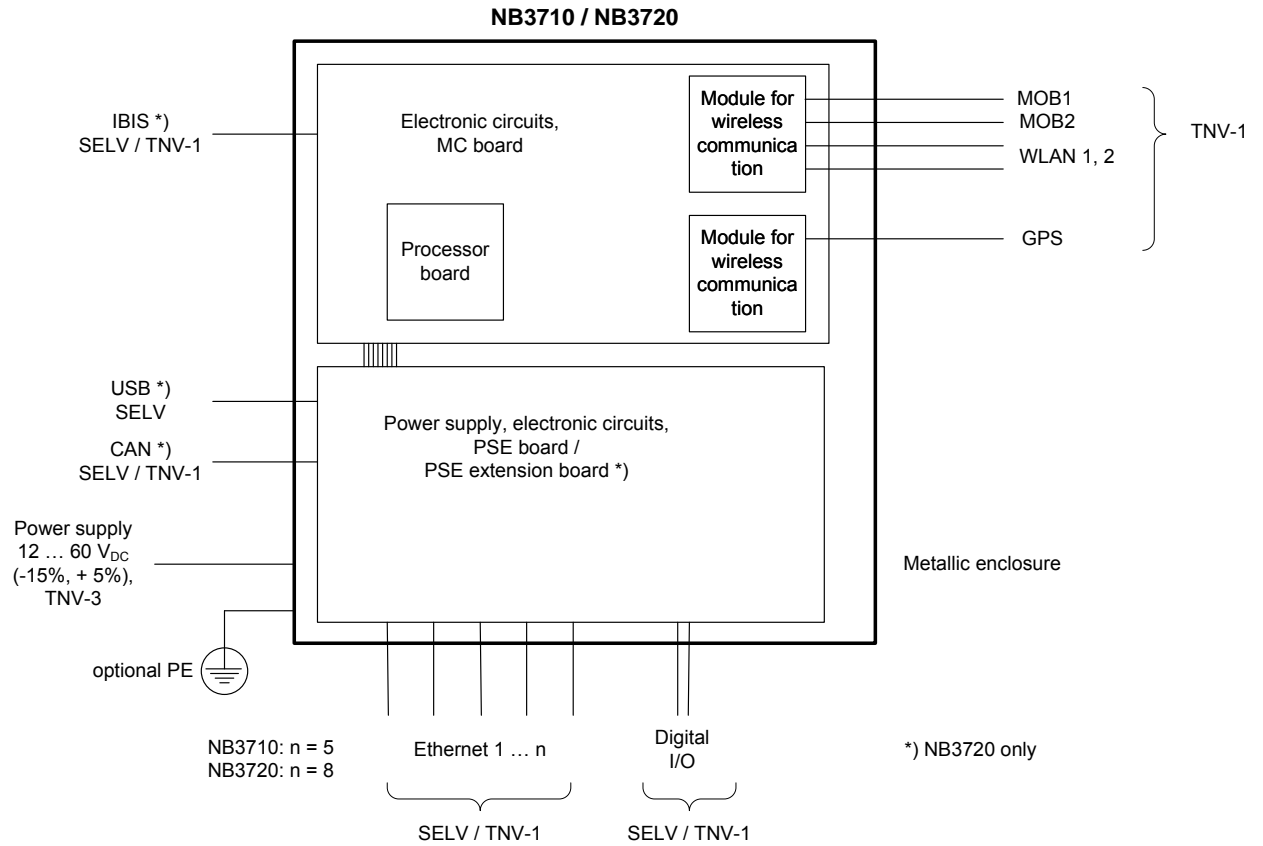 NB3710 / NB3720
IBIS *)
SELV / TNV-1
Electronic circuits,
MC board
Module for
wireless
communica
tion
MOB1
MOB2
WLAN 1, 2
TNV-1
Processor
board
Module for
wireless
communica
tion
GPS
USB *)
SELV
CAN *)
SELV / TNV-1
Power supply, electronic circuits,
PSE board /
PSE extension board *)
Power supply
12 … 60 VDC
(-15%, + 5%),
TNV-3
Metallic enclosure
optional PE
NB3710: n = 5
NB3720: n = 8
Ethernet 1 … n
Digital
I/O
*) NB3720 only
SELV / TNV-1
SELV / TNV-1